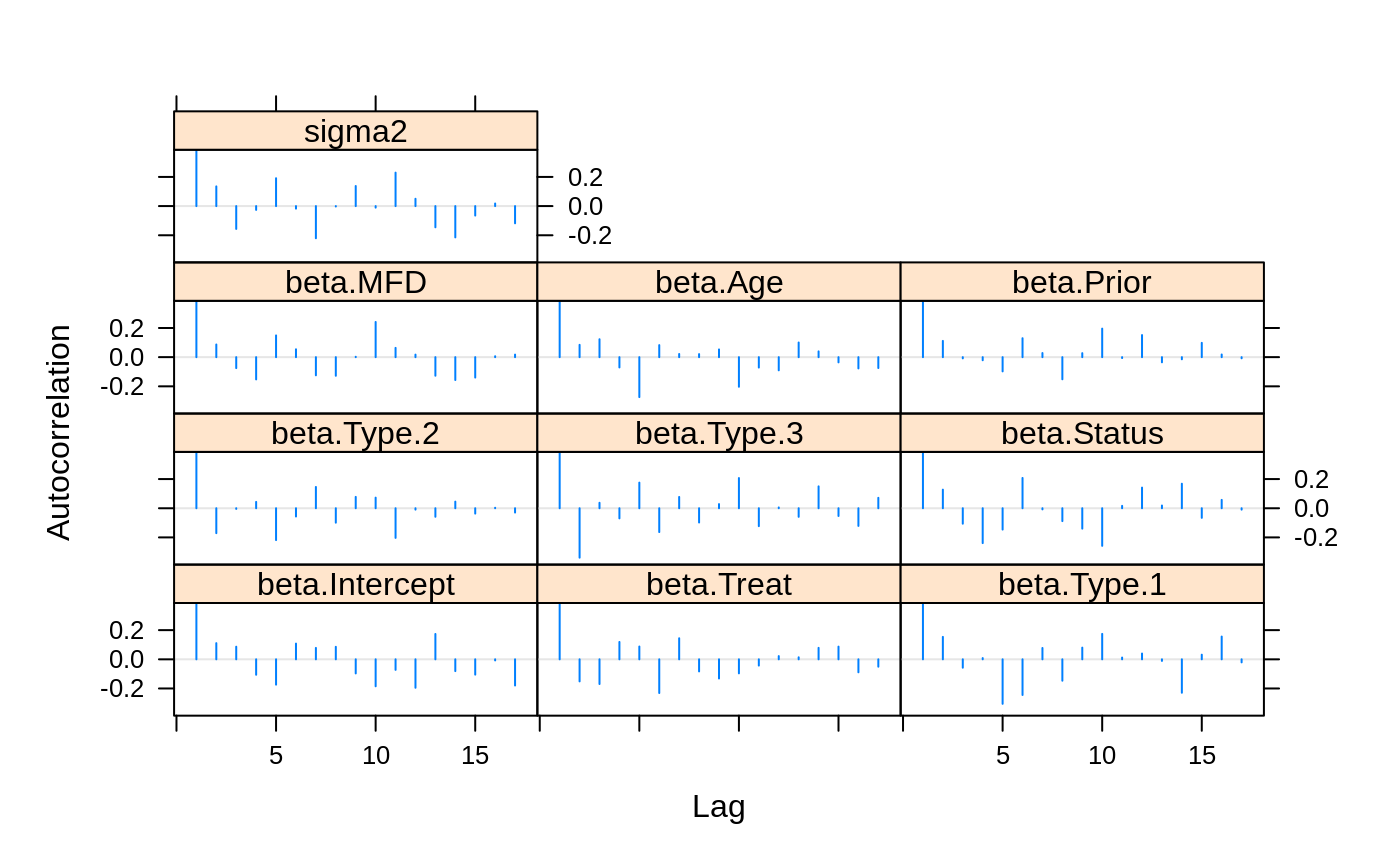 sigma2
0.2
0.0
-0.2
beta.MFD beta.Age beta.Prior
0.2
0.0
-0.2
beta.Type.2 beta.Type.3 beta.Status
0.2
0.0
-0.2
beta.Intercept beta.Treat beta.Type.1
0.2
0.0
-0.2
5 10 15 5 10 15
Lag
Autocorrelation